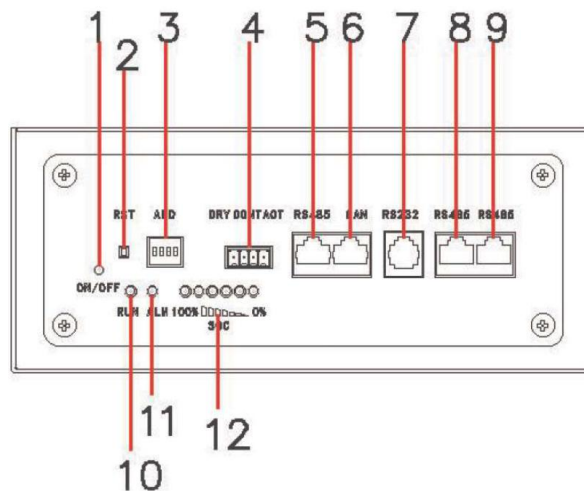 1 2 3 4 5 6 7 8 9
RST ADD DRY CONTACT RS485 CAN RS232 RS485 RS485
ON/OFF
RUN ALM 100% 0%
SOC
10 11 12